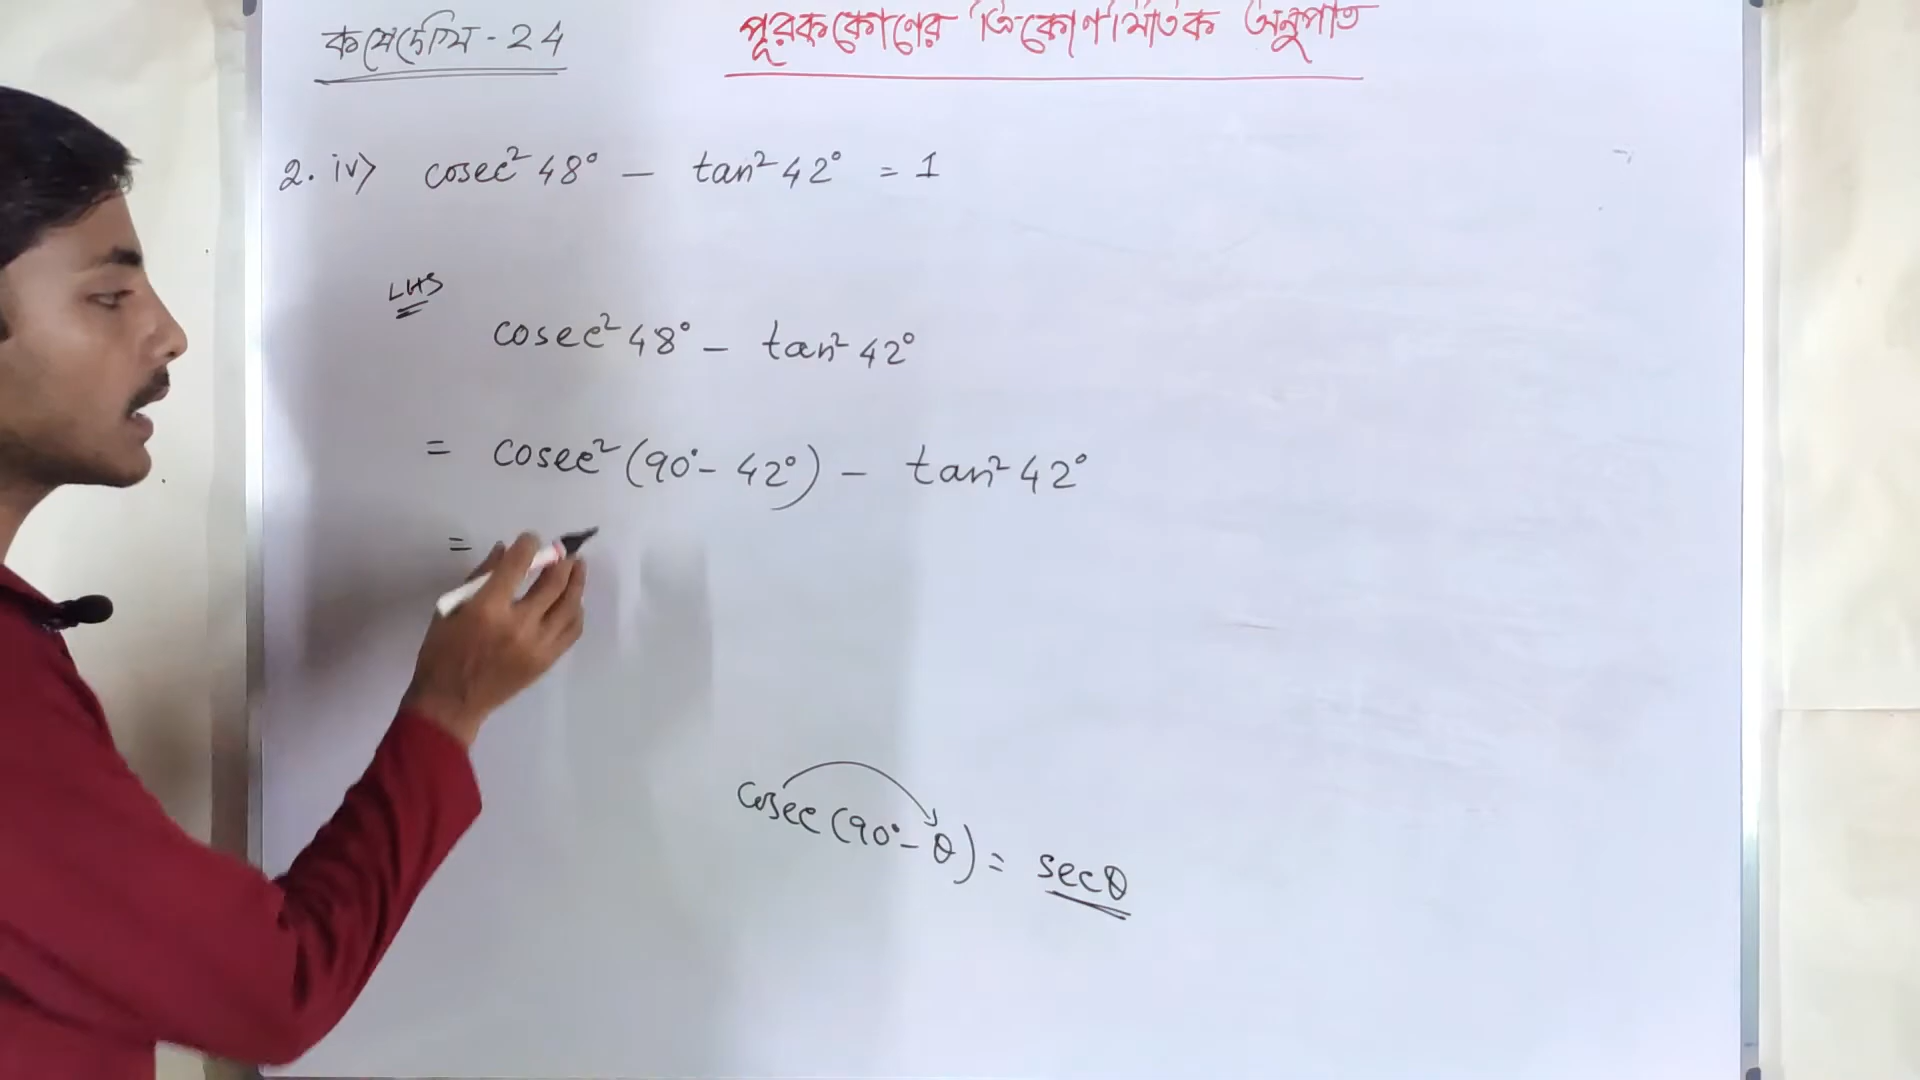 কষে দেখি - 24
পূরককোণের ত্রিকোণমিতিক অনুপাত
2. iv) cosec² 48° - tan² 42° = 1
LHS
cosec² 48° - tan² 42°
= cosec² (90° - 42°) - tan² 42°
=
cosec (90° - θ) = secθ